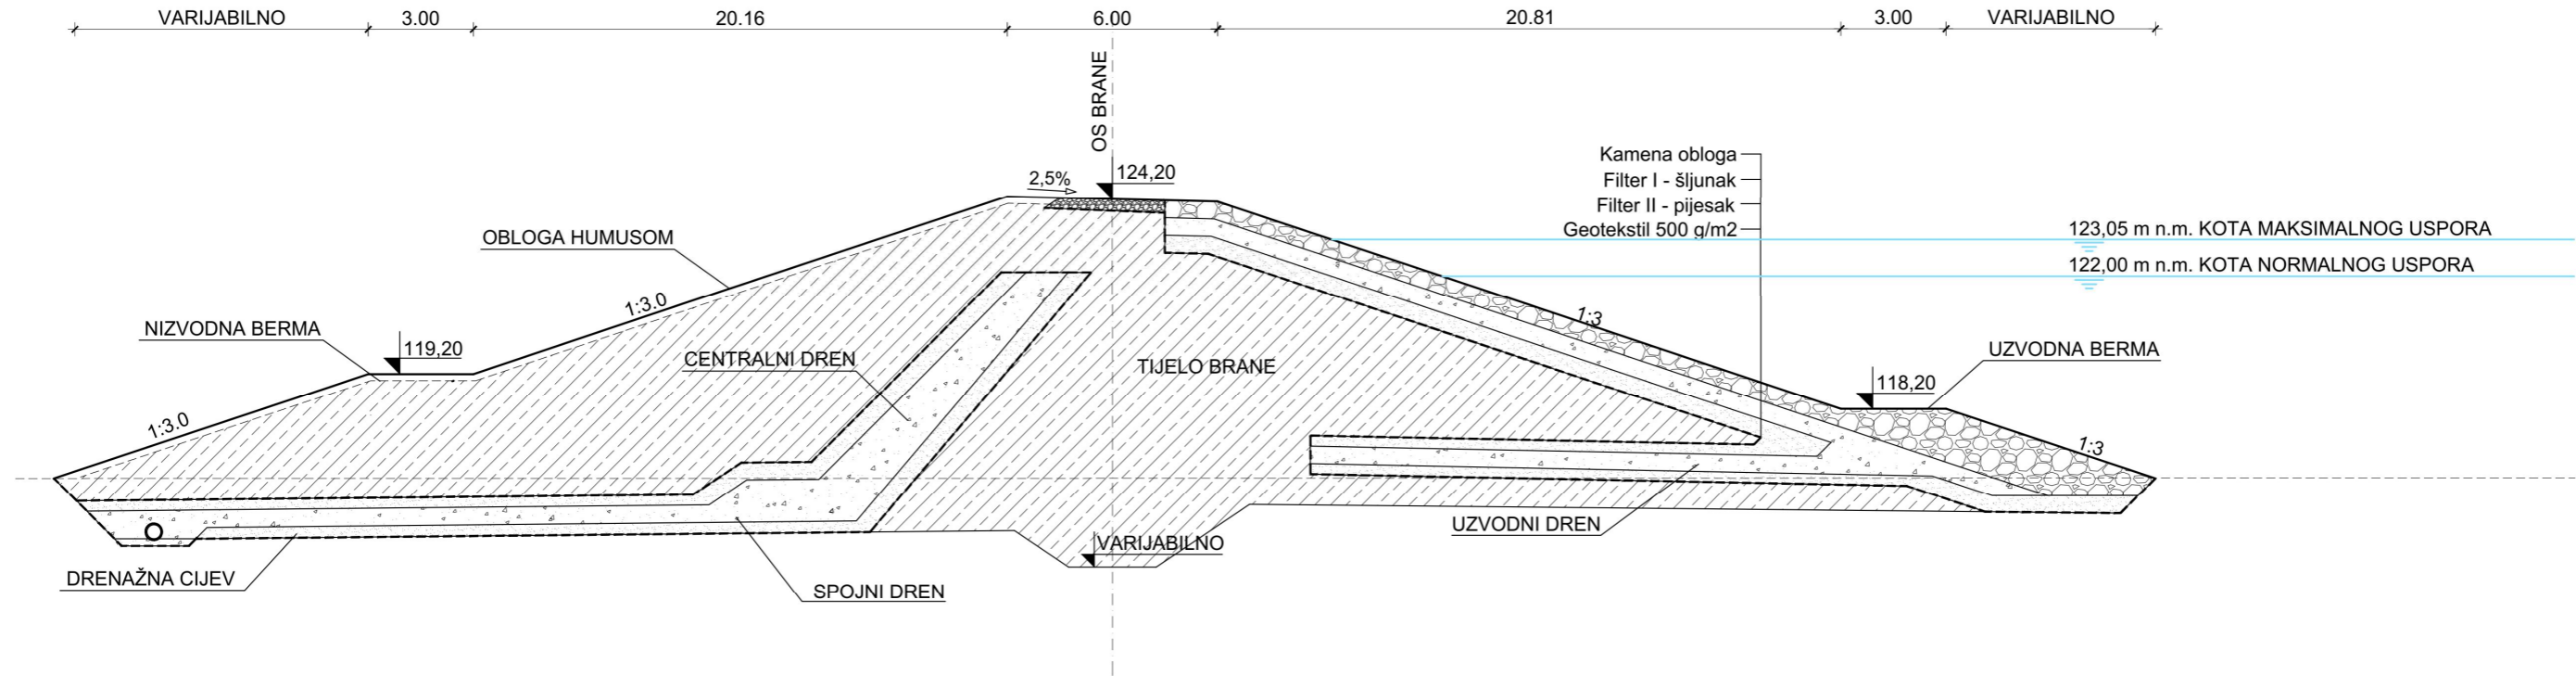 VARIJABILNO 3.00 20.16 6.00 20.81 3.00 VARIJABILNO
OS BRANE
2,5%
124,20
Kamena obloga
Filter I - šljunak
Filter II - pijesak
Geotekstil 500 g/m2
123,05 m n.m. KOTA MAKSIMALNOG USPORA
122,00 m n.m. KOTA NORMALNOG USPORA
OBLOGA HUMUSOM
1:3.0
1:3
NIZVODNA BERMA
119,20
CENTRALNI DREN
TIJELO BRANE
UZVODNA BERMA
118,20
1:3.0
1:3
UZVODNI DREN
VARIJABILNO
DRENAŽNA CIJEV
SPOJNI DREN